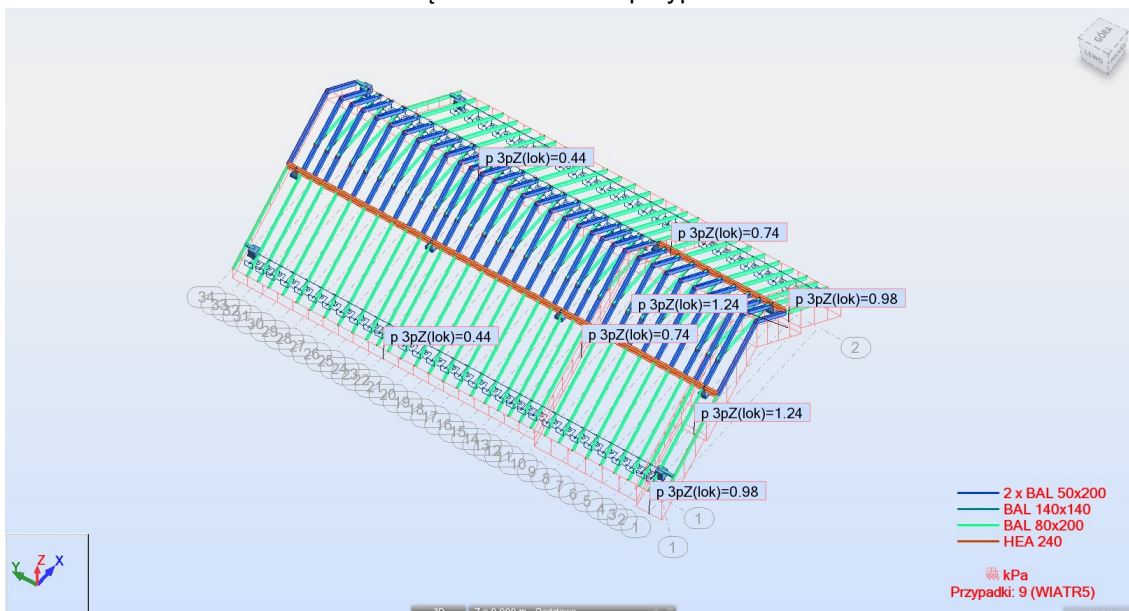 GÓRA
LEWO
p 3pZ(lok)=0.44
p 3pZ(lok)=0.74
p 3pZ(lok)=0.98
p 3pZ(lok)=1.24
p 3pZ(lok)=0.74
p 3pZ(lok)=0.44
2
p 3pZ(lok)=1.24
p 3pZ(lok)=0.98
34 33 32 31 30 29 28 27 26 25 24 23 22 21 20 19 18 17 16 15 14 13 12 11 10 9 8 7 6 5 4 3 2 1
1
1
2 x BAL 50x200
BAL 140x140
BAL 80x200
HEA 240
kPa
Przypadki: 9 (WIATR5)
Z
Y X